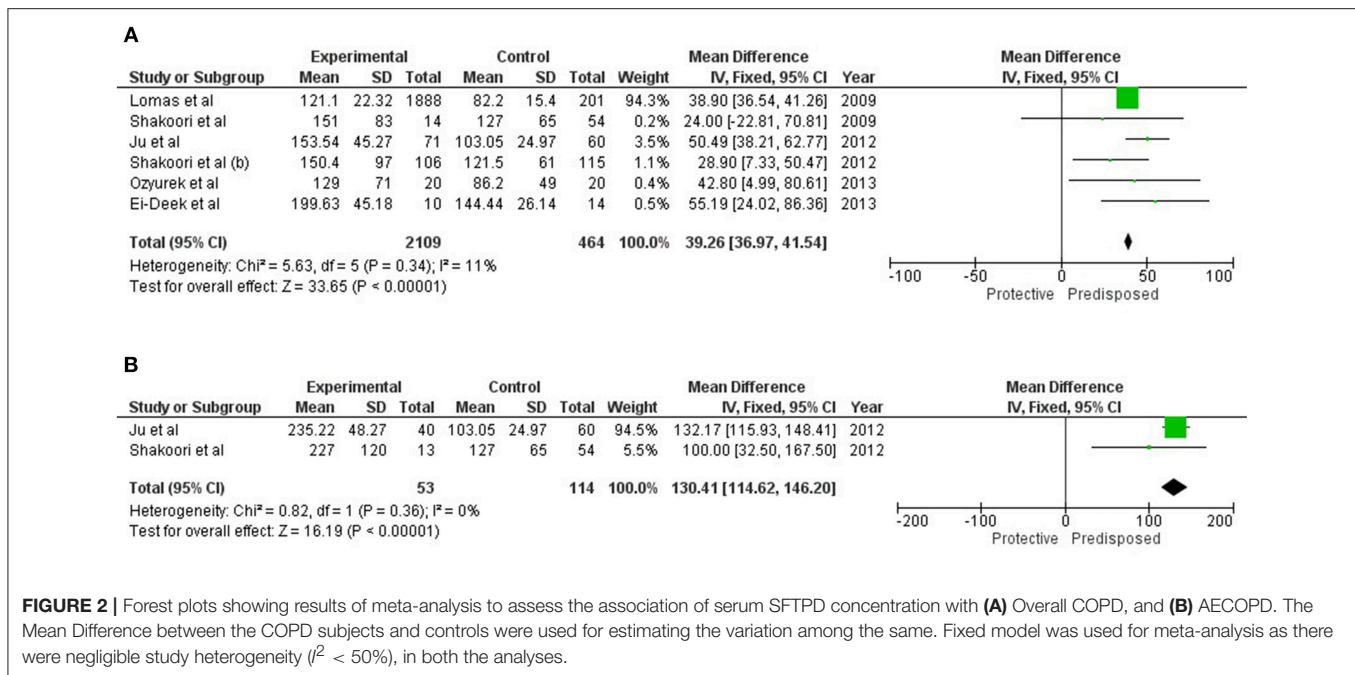 A
Experimental Control Mean Difference Mean Difference
Study or Subgroup Mean SD Total Mean SD Total Weight IV, Fixed, 95% CI Year IV, Fixed, 95% CI
Lomas et al 121.1 22.32 1888 82.2 15.4 201 94.3% 38.90 [36.54, 41.26] 2009
Shakoori et al 151 83 14 127 65 54 0.2% 24.00 [-22.81, 70.81] 2009
Ju et al 153.54 45.27 71 103.05 24.97 60 3.5% 50.49 [38.21, 62.77] 2012
Shakoori et al (b) 150.4 97 106 121.5 61 115 1.1% 28.90 [7.33, 50.47] 2012
Ozyurek et al 129 71 20 86.2 49 20 0.4% 42.80 [4.99, 80.61] 2013
Ei-Deek et al 199.63 45.18 10 144.44 26.14 14 0.5% 55.19 [24.02, 86.36] 2013
Total (95% CI) 2109 464 100.0% 39.26 [36.97, 41.54]
Heterogeneity: Chi² = 5.63, df = 5 (P = 0.34); I² = 11%
Test for overall effect: Z = 33.65 (P < 0.00001)
-100 -50 0 50 100
Protective Predisposed
B
Experimental Control Mean Difference Mean Difference
Study or Subgroup Mean SD Total Mean SD Total Weight IV, Fixed, 95% CI Year IV, Fixed, 95% CI
Ju et al 235.22 48.27 40 103.05 24.97 60 94.5% 132.17 [115.93, 148.41] 2012
Shakoori et al 227 120 13 127 65 54 5.5% 100.00 [32.50, 167.50] 2012
Total (95% CI) 53 114 100.0% 130.41 [114.62, 146.20]
Heterogeneity: Chi² = 0.82, df = 1 (P = 0.36); I² = 0%
Test for overall effect: Z = 16.19 (P < 0.00001)
-200 -100 0 100 200
Protective Predisposed
FIGURE 2 | Forest plots showing results of meta-analysis to assess the association of serum SFTPD concentration with (A) Overall COPD, and (B) AECOPD. The
Mean Difference between the COPD subjects and controls were used for estimating the variation among the same. Fixed model was used for meta-analysis as there
were negligible study heterogeneity (I² < 50%), in both the analyses.